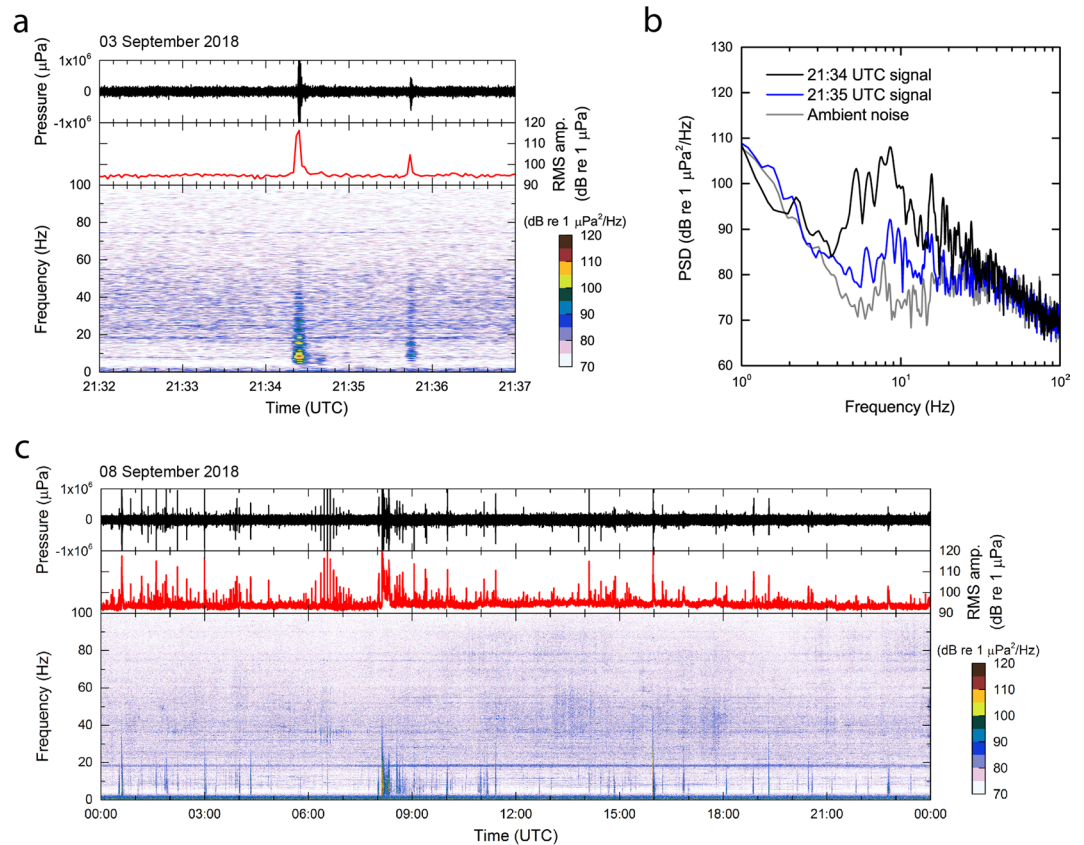 a
03 September 2018
Pressure (µPa)
1x10⁶
0
-1x10⁶
120
110
100
90
RMS amp.
(dB re 1 µPa)
100
80
60
40
20
0
Frequency (Hz)
(dB re 1 µPa²/Hz)
120
110
100
90
80
70
21:32
21:33
21:34
21:35
21:36
21:37
Time (UTC)
b
130
120
110
100
90
80
70
60
PSD (dB re 1 µPa²/Hz)
21:34 UTC signal
21:35 UTC signal
Ambient noise
10⁰
10¹
10²
Frequency (Hz)
c
08 September 2018
Pressure (µPa)
1x10⁶
0
-1x10⁶
120
110
100
90
RMS amp.
(dB re 1 µPa)
100
80
60
40
20
0
Frequency (Hz)
(dB re 1 µPa²/Hz)
120
110
100
90
80
70
00:00
03:00
06:00
09:00
12:00
15:00
18:00
21:00
00:00
Time (UTC)